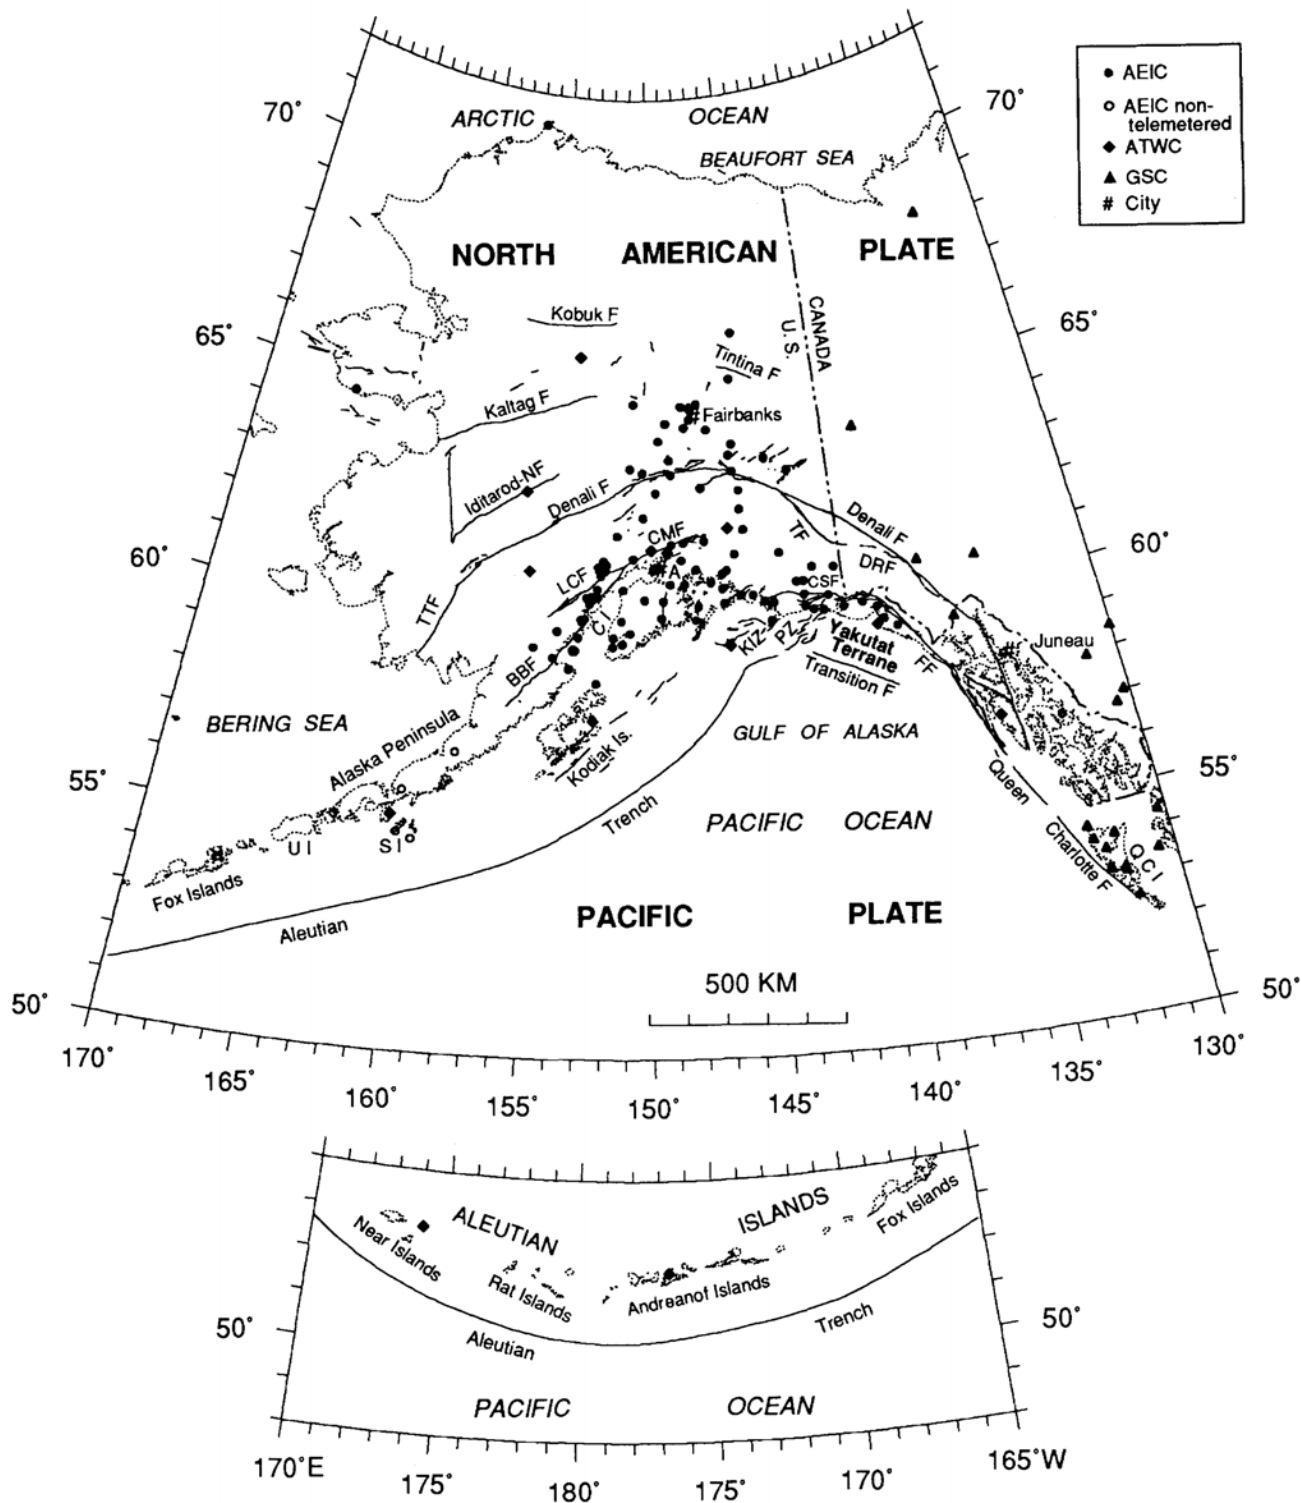 AEIC
AEIC non-
telemetered
ATWC
GSC
# City
70°
70°
ARCTIC OCEAN
BEAUFORT SEA
NORTH AMERICAN PLATE
CANADA
U.S.
65°
65°
Kobuk F
Tintina F
Kaltag F
# Fairbanks
Iditarod-NF
Denali F
Denali F
CMF
TF
60°
60°
LCF
#A
DRF
CSF
TTF
CI
KIZ
PZ
Yakutat
Terrane
Transition F
FF
# Juneau
BBF
BERING SEA
Alaska Peninsula
Kodiak Is.
GULF OF ALASKA
55°
55°
Trench
PACIFIC OCEAN
Queen
Charlotte F
QCI
UI
SI
Fox Islands
Aleutian
PACIFIC PLATE
500 KM
50°
50°
170°
165°
160°
155°
150°
145°
140°
135°
130°
ALEUTIAN
ISLANDS
Near Islands
Rat Islands
Andreanof Islands
Fox Islands
50°
50°
Aleutian
Trench
PACIFIC OCEAN
170°E
175°
180°
175°
170°
165°W